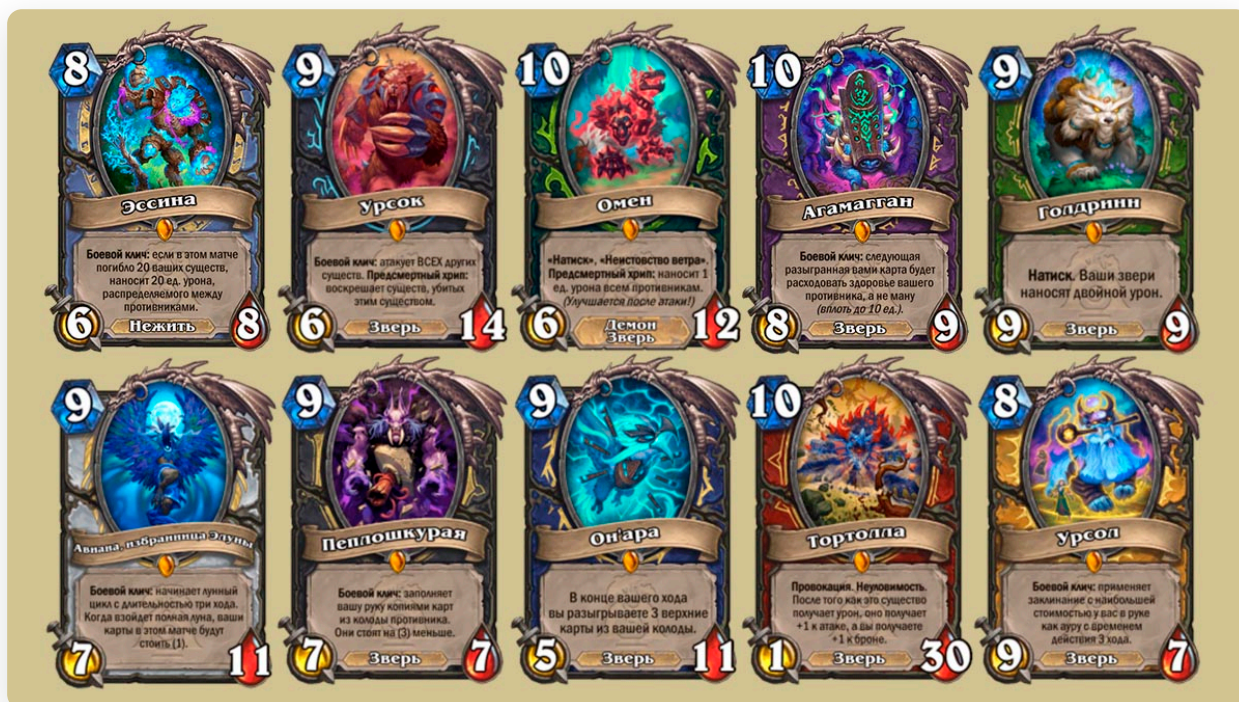 8
Эссина
Боевой клич: если в этом матче
погибло 20 ваших существ,
наносит 20 ед. урона,
распределяемого между
противниками.
6
Нежить
8
9
Урсок
Боевой клич: атакует ВСЕХ других
существ. Предсмертный хрип:
воскрешает существ, убитых
этим существом.
6
Зверь
14
10
Омен
«Натиск», «Неистовство ветра».
Предсмертный хрип: наносит 1
ед. урона всем противникам.
(Улучшается после атаки!)
6
Демон
Зверь
12
10
Агамагган
Боевой клич: следующая
разыгранная вами карта будет
расходовать здоровье вашего
противника, а не ману
(вплоть до 10 ед.).
8
Зверь
9
9
Голдринн
Натиск. Ваши звери
наносят двойной урон.
9
Зверь
9
9
Авиана, избранница Элуны
Боевой клич: начинает лунный
цикл с длительностью три хода.
Когда взойдет полная луна, ваши
карты в этом матче будут
стоить (1).
7
11
9
Пеплошкурая
Боевой клич: заполняет
вашу руку копиями карт
из колоды противника.
Они стоят на (3) меньше.
7
Зверь
7
9
Он'ара
В конце вашего хода
вы разыгрываете 3 верхние
карты из вашей колоды.
5
Зверь
11
10
Тортолла
Провокация. Неуловимость.
После того как это существо
получает урон, оно получает
+1 к атаке, а вы получаете
+1 к броне.
1
Зверь
30
8
Урсол
Боевой клич: применяет
заклинание с наибольшей
стоимостью у вас в руке
как ауру с временем
действия 3 хода.
9
Зверь
7